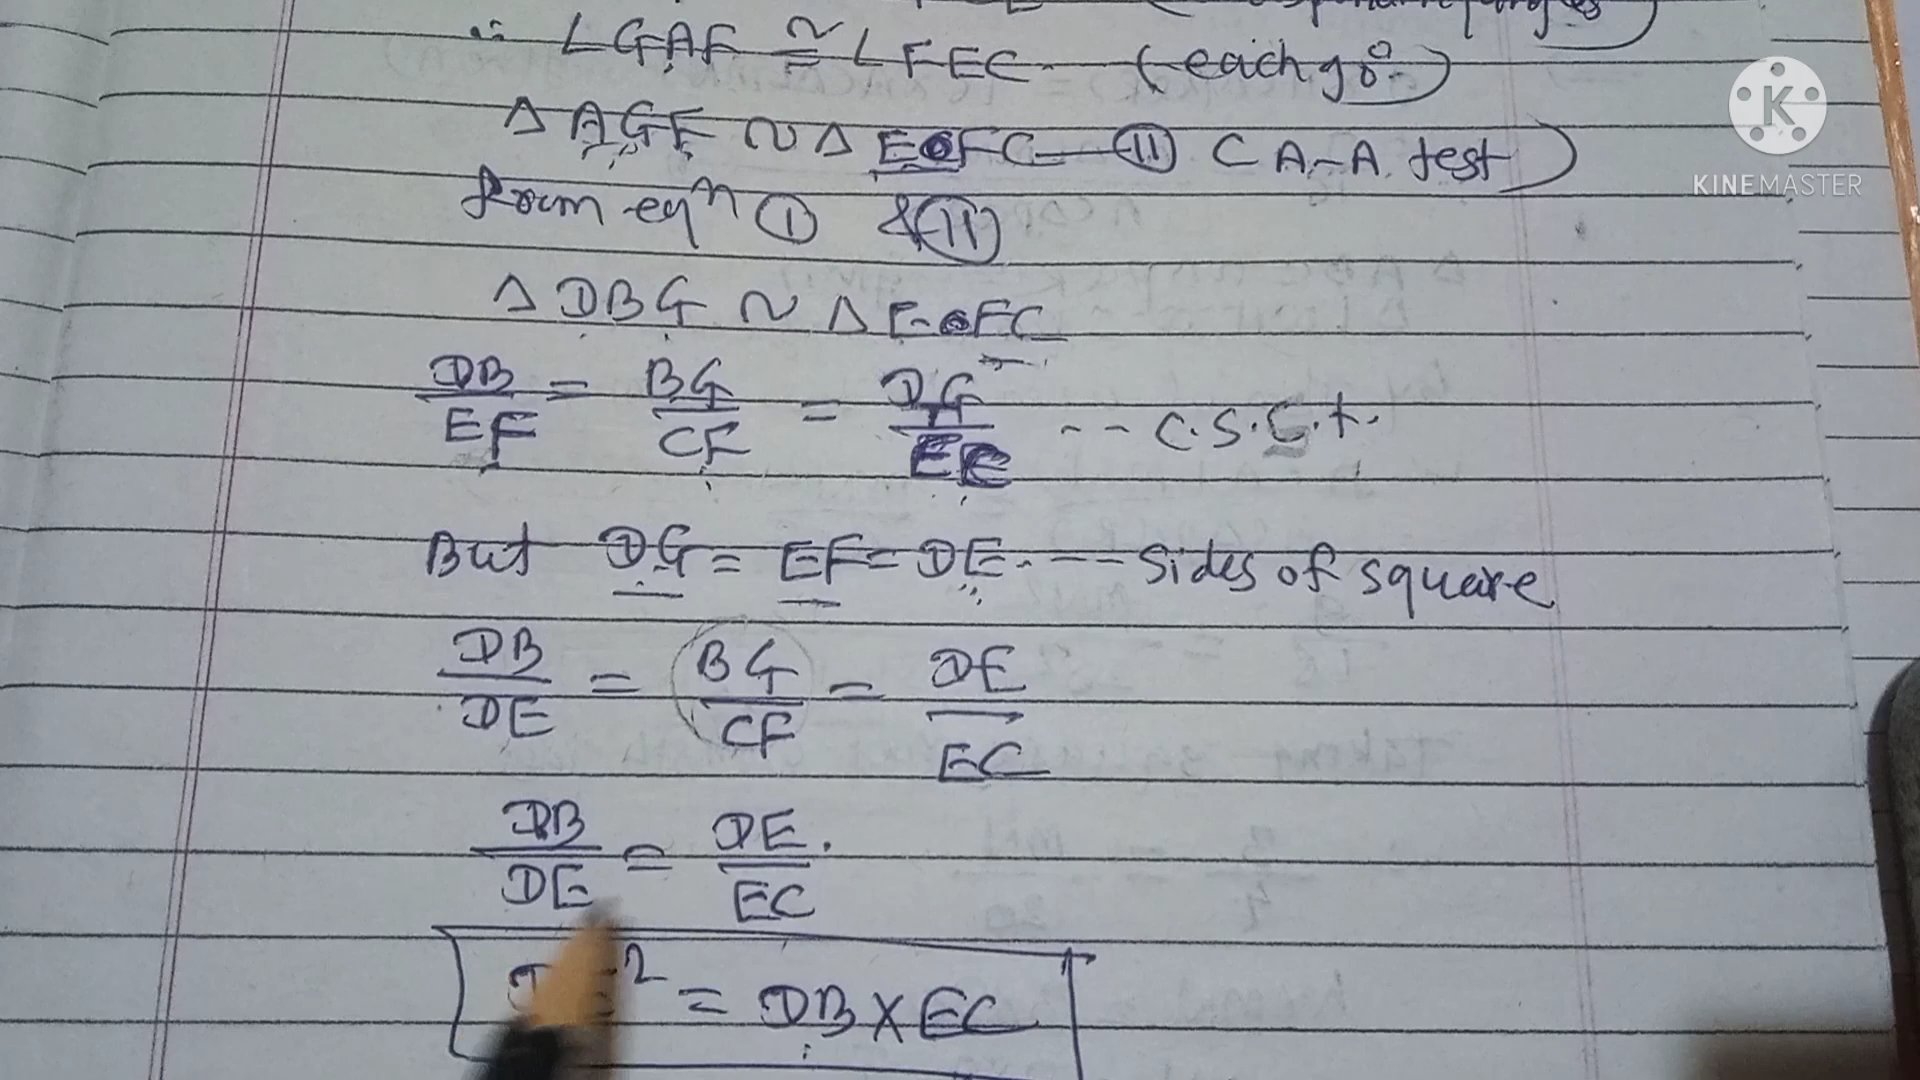 ∴ ∠GAF ≅ ∠FEC (each 90°)
K
KINEMASTER
△AGF ~ △EFC — (II) (A-A test)
from eqn (I) & (II)
△DBG ~ △EFC
DB/EF = BG/CF = DG/EC -- C.S.C.t.
But DG = EF = DE. --- Sides of square
DB/DE = BG/CF = DE/EC
DB/DE = DE/EC
² = DB × EC